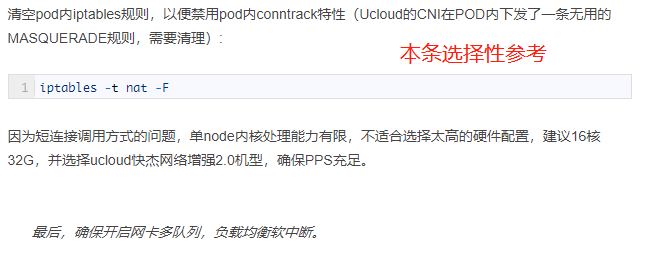 清空pod内iptables规则，以便禁用pod内conntrack特性（Ucloud的CNI在POD内下发了一条无用的
MASQUERADE规则，需要清理）:
本条选择性参考
1 iptables -t nat -F
因为短连接调用方式的问题，单node内核处理能力有限，不适合选择太高的硬件配置，建议16核
32G，并选择ucloud快杰网络增强2.0机型，确保PPS充足。
最后，确保开启网卡多队列，负载均衡软中断。